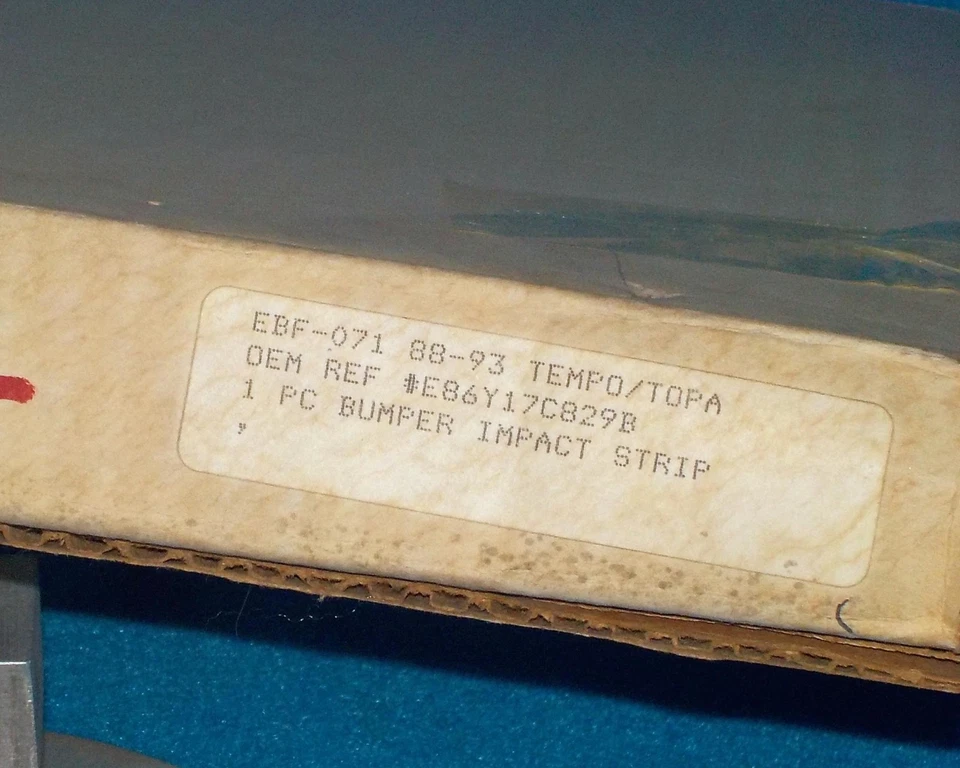 EBF-071 88-93 TEMPO/TOPA
OEM REF #E86Y17C829B
1 PC BUMPER IMPACT STRIP
,